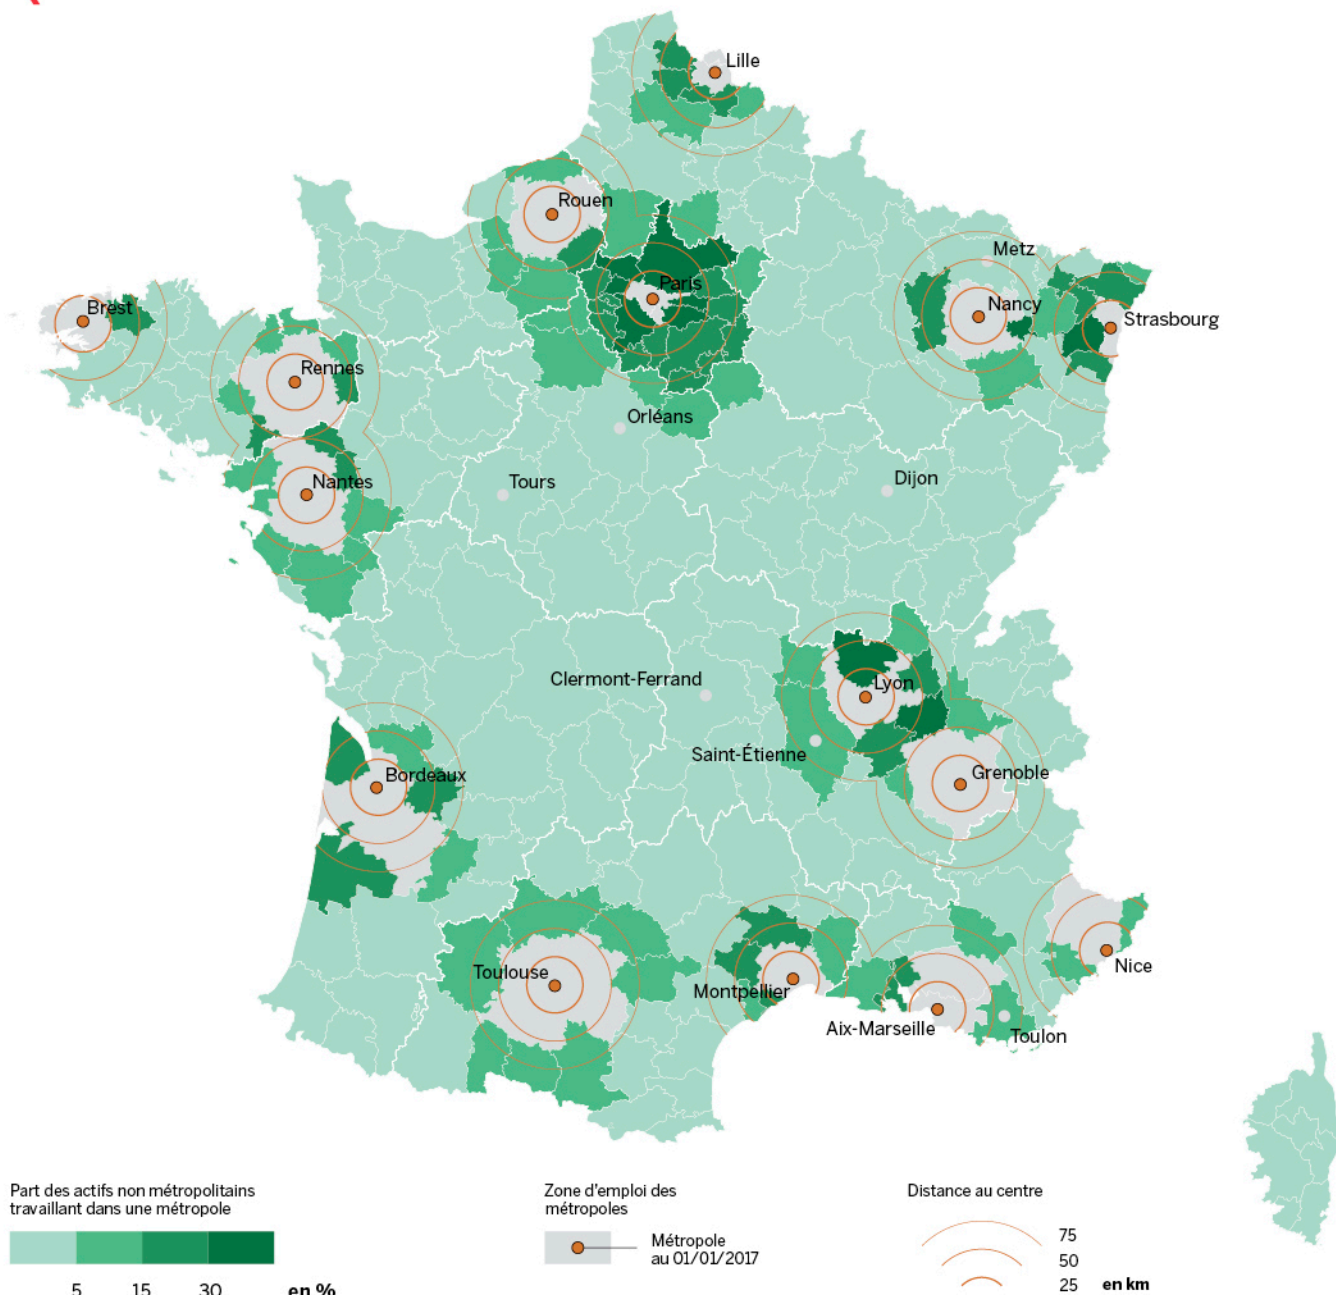 Lille
Rouen
Paris
Metz
Nancy
Strasbourg
Brest
Rennes
Orléans
Nantes
Tours
Dijon
Clermont-Ferrand
Lyon
Saint-Étienne
Bordeaux
Grenoble
Toulouse
Montpellier
Nice
Aix-Marseille
Toulon
Part des actifs non métropolitains
travaillant dans une métropole
5 15 30 en %
Zone d'emploi des
métropoles
Métropole
au 01/01/2017
Distance au centre
75
50
25 en km